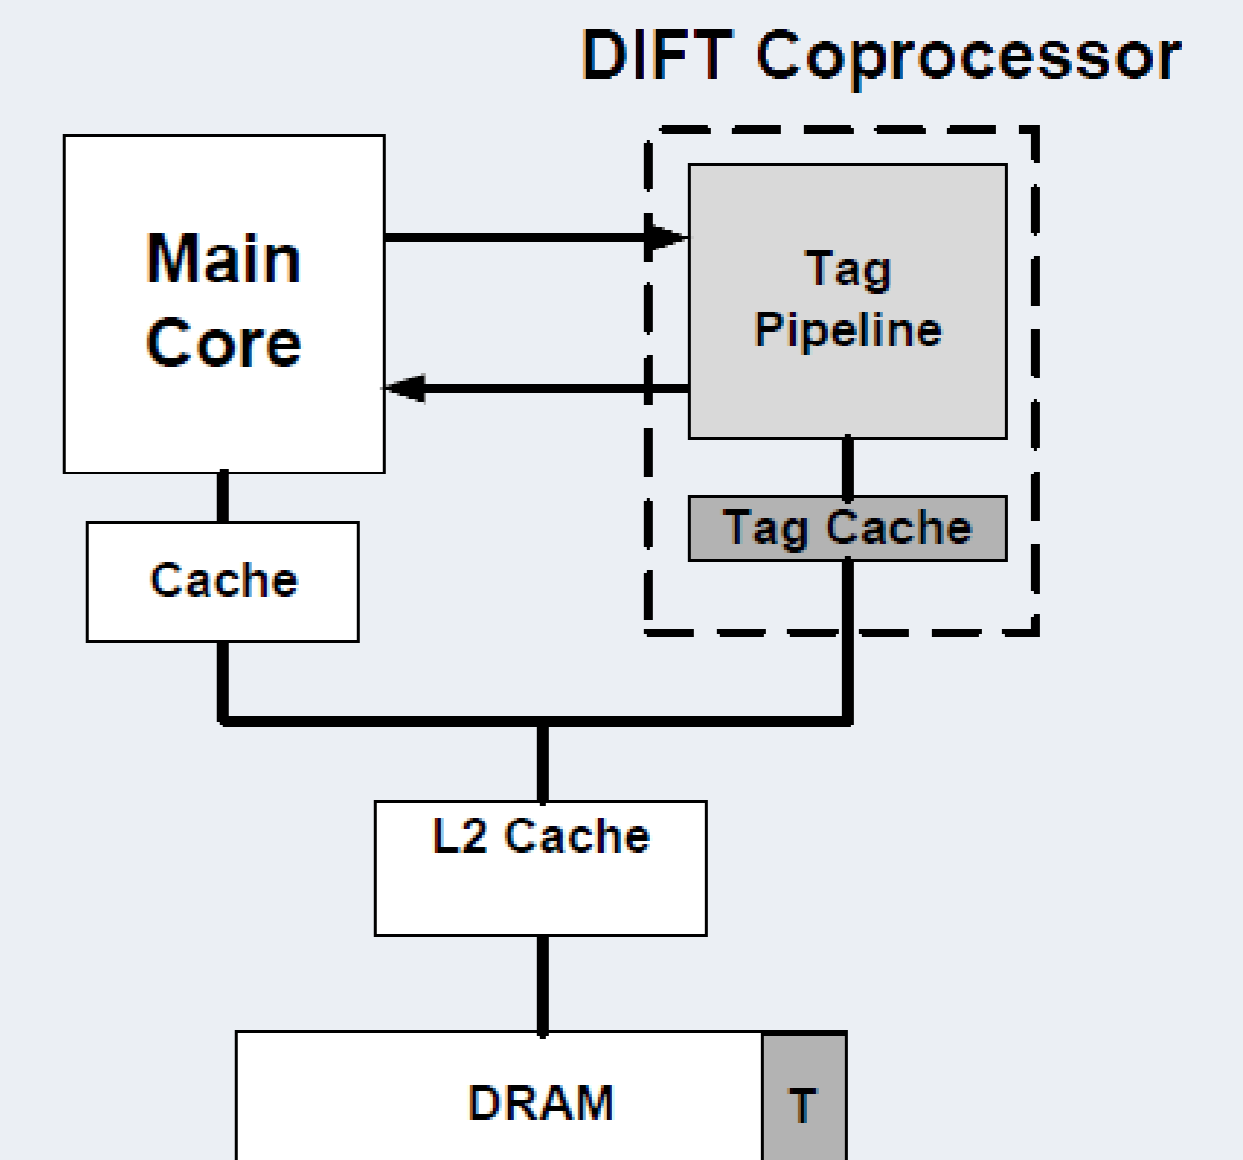 DIFT Coprocessor
Main
Core
Tag
Pipeline
Tag Cache
Cache
L2 Cache
DRAM
T